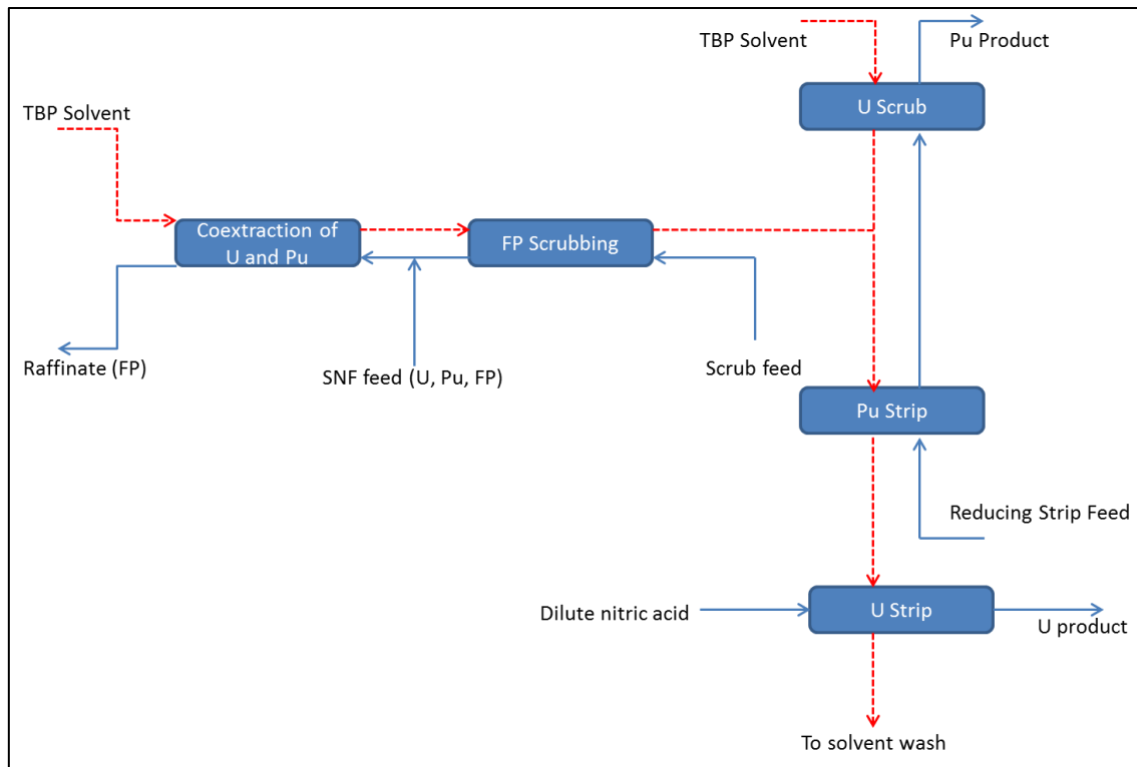 TBP Solvent
Pu Product
U Scrub
TBP Solvent
Coextraction of
U and Pu
FP Scrubbing
Raffinate (FP)
SNF feed (U, Pu, FP)
Scrub feed
Pu Strip
Reducing Strip Feed
Dilute nitric acid
U Strip
U product
To solvent wash